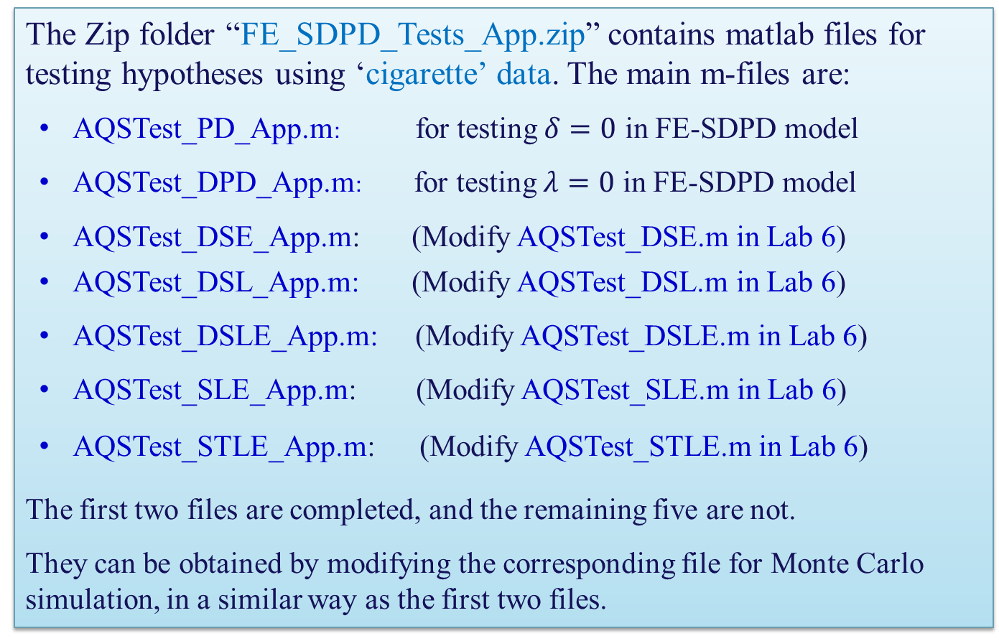 The Zip folder “FE_SDPD_Tests_App.zip” contains matlab files for
testing hypotheses using ‘cigarette’ data. The main m-files are:
• AQSTest_PD_App.m: for testing δ = 0 in FE-SDPD model
• AQSTest_DPD_App.m: for testing λ = 0 in FE-SDPD model
• AQSTest_DSE_App.m: (Modify AQSTest_DSE.m in Lab 6)
• AQSTest_DSL_App.m: (Modify AQSTest_DSL.m in Lab 6)
• AQSTest_DSLE_App.m: (Modify AQSTest_DSLE.m in Lab 6)
• AQSTest_SLE_App.m: (Modify AQSTest_SLE.m in Lab 6)
• AQSTest_STLE_App.m: (Modify AQSTest_STLE.m in Lab 6)
The first two files are completed, and the remaining five are not.
They can be obtained by modifying the corresponding file for Monte Carlo
simulation, in a similar way as the first two files.